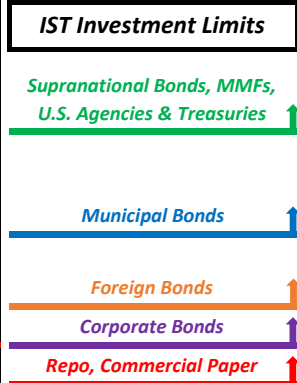 IST Investment Limits
Supranational Bonds, MMFs,
U.S. Agencies & Treasuries
Municipal Bonds
Foreign Bonds
Corporate Bonds
Repo, Commercial Paper